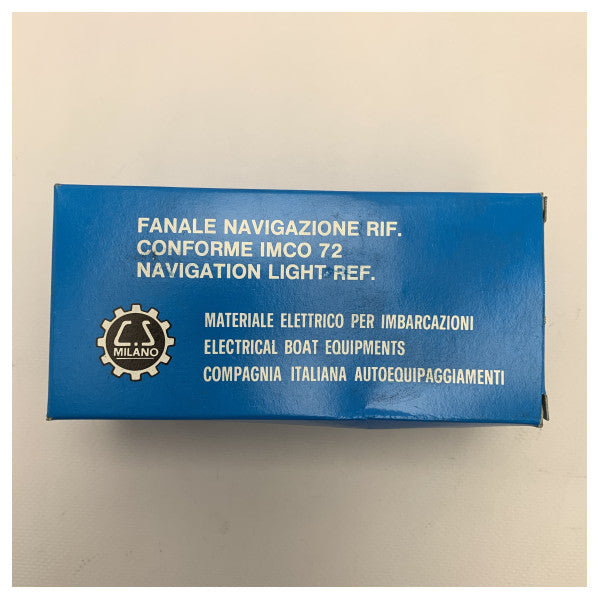 FANALE NAVIGAZIONE RIF.
CONFORME IMCO 72
NAVIGATION LIGHT REF.
C.S
MILANO
MATERIALE ELETTRICO PER IMBARCAZIONI
ELECTRICAL BOAT EQUIPMENTS
COMPAGNIA ITALIANA AUTOEQUIPAGGIAMENTI